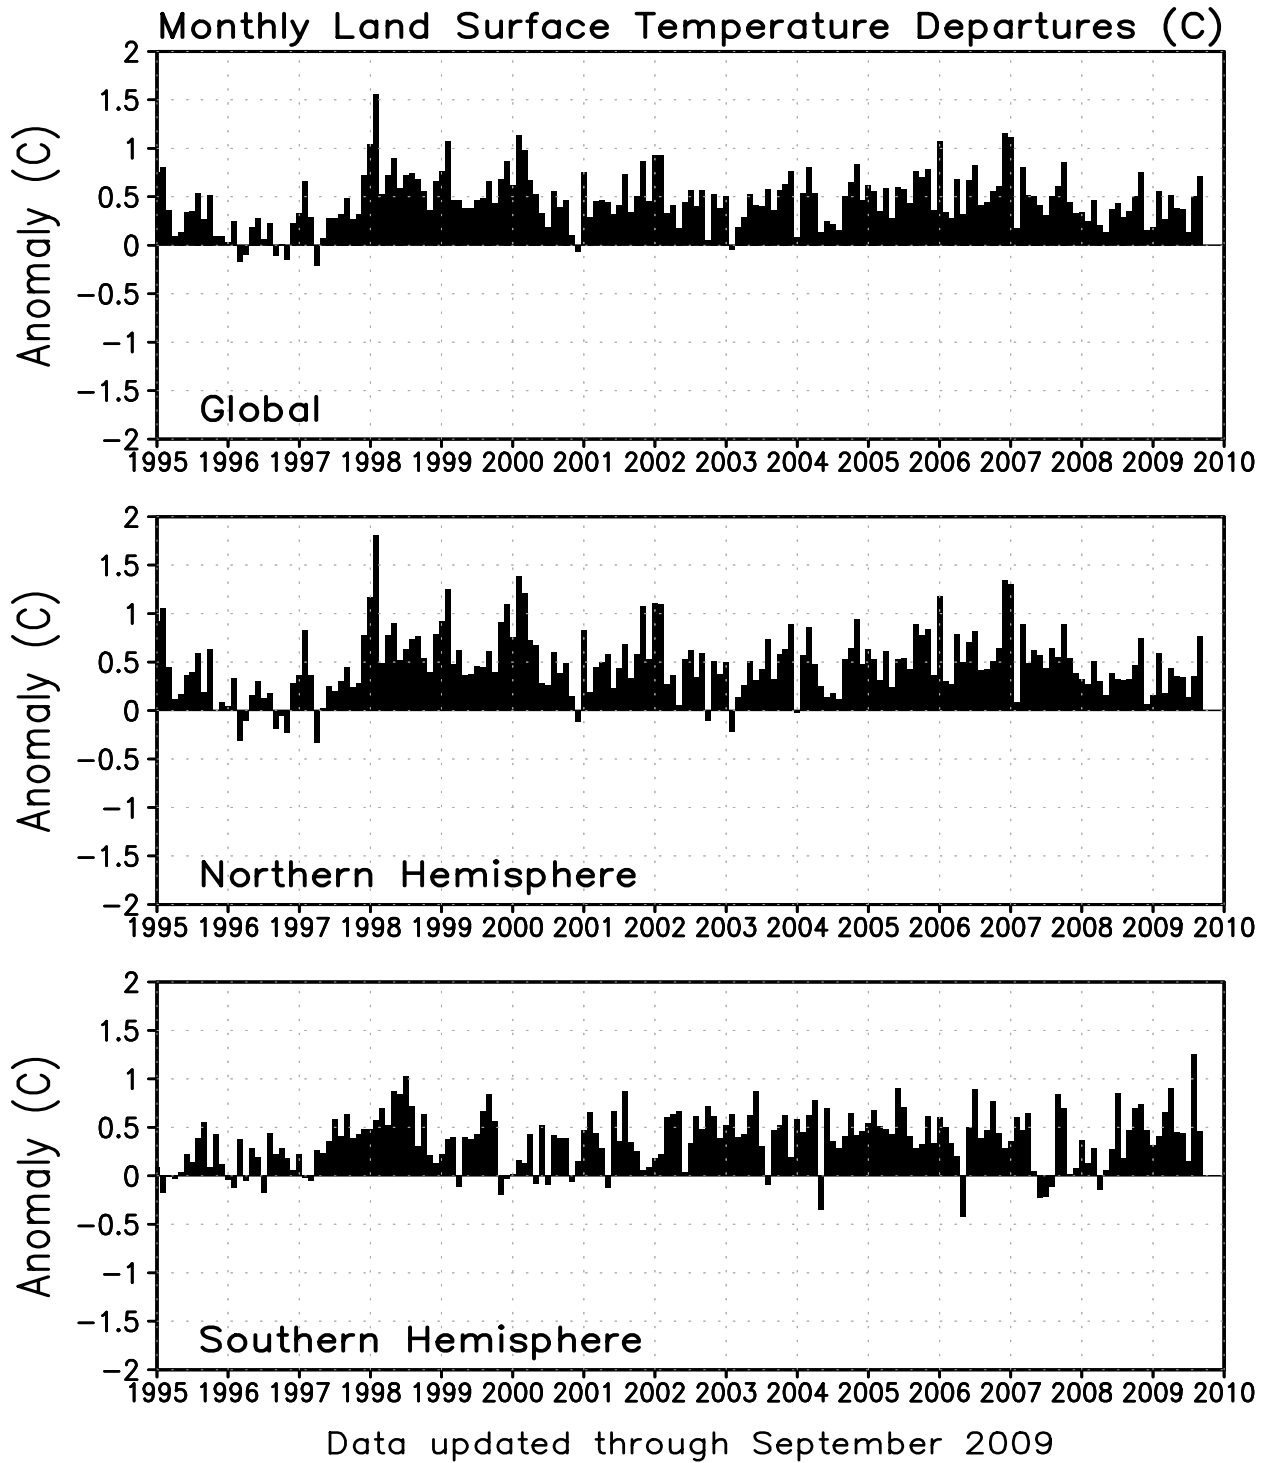 Monthly Land Surface Temperature Departures (C)
Anomaly (C)
2
1.5
1
0.5
0
−0.5
−1
−1.5
−2
Global
1995 1996 1997 1998 1999 2000 2001 2002 2003 2004 2005 2006 2007 2008 2009 2010
Anomaly (C)
2
1.5
1
0.5
0
−0.5
−1
−1.5
−2
Northern Hemisphere
1995 1996 1997 1998 1999 2000 2001 2002 2003 2004 2005 2006 2007 2008 2009 2010
Anomaly (C)
2
1.5
1
0.5
0
−0.5
−1
−1.5
−2
Southern Hemisphere
1995 1996 1997 1998 1999 2000 2001 2002 2003 2004 2005 2006 2007 2008 2009 2010
Data updated through September 2009